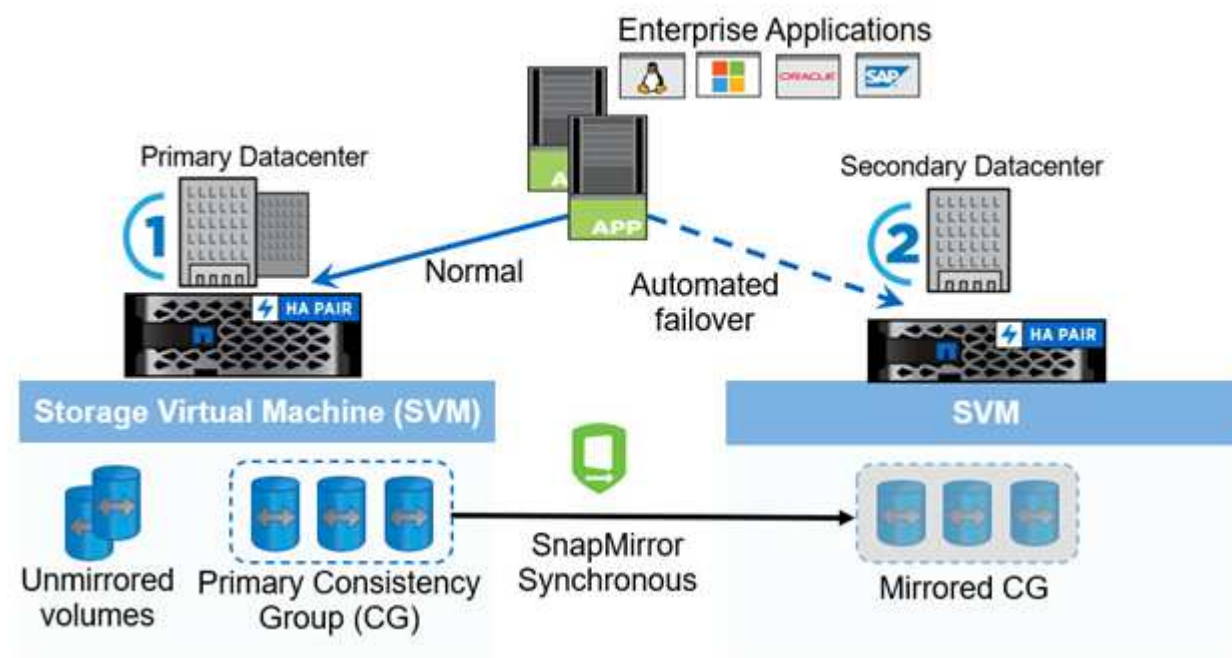 Enterprise Applications
ORACLE
SAP
Primary Datacenter
Secondary Datacenter
1
2
A
APP
Normal
Automated
failover
HA PAIR
HA PAIR
Storage Virtual Machine (SVM)
SVM
SnapMirror
Synchronous
Unmirrored
volumes
Primary Consistency
Group (CG)
Mirrored CG